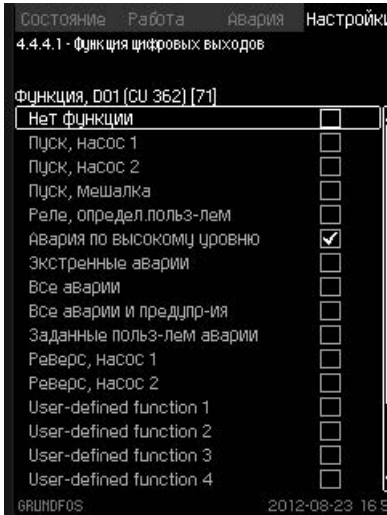 Состояние Работа Авария Настройки
4.4.4.1 - Функция цифровых выходов
Функция, DO1 (CU 362) [71]
Нет функции
Пуск, насос 1
Пуск, насос 2
Пуск, мешалка
Реле, определ.польз-лем
Авария по высокому уровню
Экстренные аварии
Все аварии
Все аварии и предупр-ия
Заданные польз-лем аварии
Реверс, насос 1
Реверс, насос 2
User-defined function 1
User-defined function 2
User-defined function 3
User-defined function 4
GRUNDFOS 2012-08-23